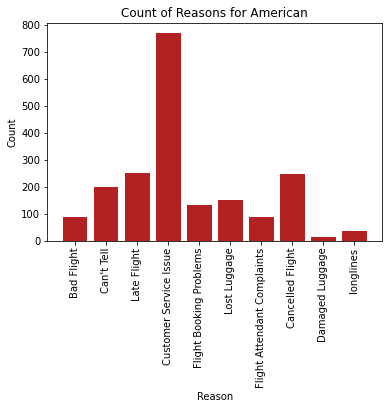 Count of Reasons for American
Count
800
700
600
500
400
300
200
100
0
Bad Flight
Can't Tell
Late Flight
Customer Service Issue
Flight Booking Problems
Lost Luggage
Flight Attendant Complaints
Cancelled Flight
Damaged Luggage
longlines
Reason